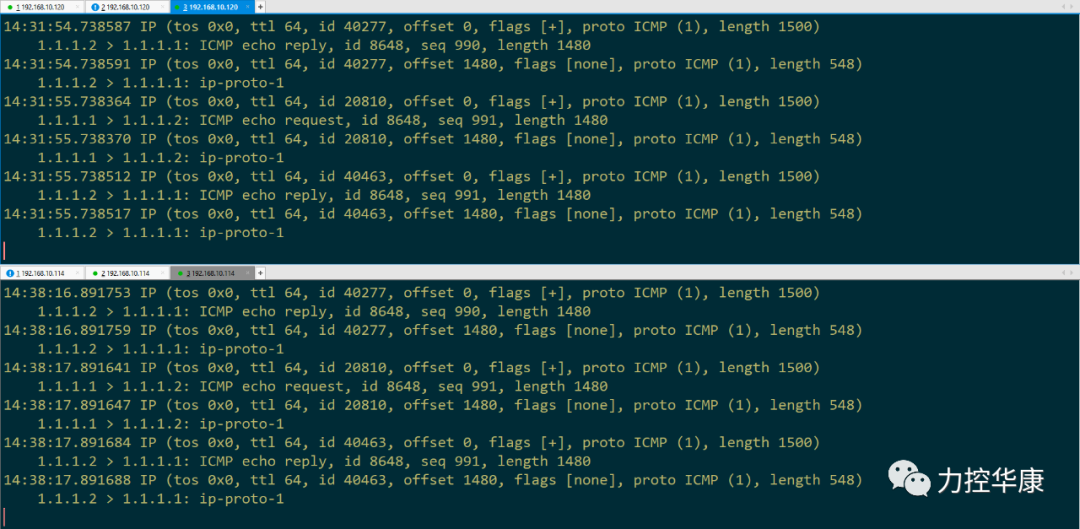 1 192.168.10.120 × 2 192.168.10.120 × 3 192.168.10.120 × +
14:31:54.738587 IP (tos 0x0, ttl 64, id 40277, offset 0, flags [+], proto ICMP (1), length 1500)
1.1.1.2 > 1.1.1.1: ICMP echo reply, id 8648, seq 990, length 1480
14:31:54.738591 IP (tos 0x0, ttl 64, id 40277, offset 1480, flags [none], proto ICMP (1), length 548)
1.1.1.2 > 1.1.1.1: ip-proto-1
14:31:55.738364 IP (tos 0x0, ttl 64, id 20810, offset 0, flags [+], proto ICMP (1), length 1500)
1.1.1.1 > 1.1.1.2: ICMP echo request, id 8648, seq 991, length 1480
14:31:55.738370 IP (tos 0x0, ttl 64, id 20810, offset 1480, flags [none], proto ICMP (1), length 548)
1.1.1.1 > 1.1.1.2: ip-proto-1
14:31:55.738512 IP (tos 0x0, ttl 64, id 40463, offset 0, flags [+], proto ICMP (1), length 1500)
1.1.1.2 > 1.1.1.1: ICMP echo reply, id 8648, seq 991, length 1480
14:31:55.738517 IP (tos 0x0, ttl 64, id 40463, offset 1480, flags [none], proto ICMP (1), length 548)
1.1.1.2 > 1.1.1.1: ip-proto-1
1 192.168.10.114 × 2 192.168.10.114 × 3 192.168.10.114 × +
14:38:16.891753 IP (tos 0x0, ttl 64, id 40277, offset 0, flags [+], proto ICMP (1), length 1500)
1.1.1.2 > 1.1.1.1: ICMP echo reply, id 8648, seq 990, length 1480
14:38:16.891759 IP (tos 0x0, ttl 64, id 40277, offset 1480, flags [none], proto ICMP (1), length 548)
1.1.1.2 > 1.1.1.1: ip-proto-1
14:38:17.891641 IP (tos 0x0, ttl 64, id 20810, offset 0, flags [+], proto ICMP (1), length 1500)
1.1.1.1 > 1.1.1.2: ICMP echo request, id 8648, seq 991, length 1480
14:38:17.891647 IP (tos 0x0, ttl 64, id 20810, offset 1480, flags [none], proto ICMP (1), length 548)
1.1.1.1 > 1.1.1.2: ip-proto-1
14:38:17.891684 IP (tos 0x0, ttl 64, id 40463, offset 0, flags [+], proto ICMP (1), length 1500)
1.1.1.2 > 1.1.1.1: ICMP echo reply, id 8648, seq 991, length 1480
14:38:17.891688 IP (tos 0x0, ttl 64, id 40463, offset 1480, flags [none], proto ICMP (1), length 548)
1.1.1.2 > 1.1.1.1: ip-proto-1
力控华康